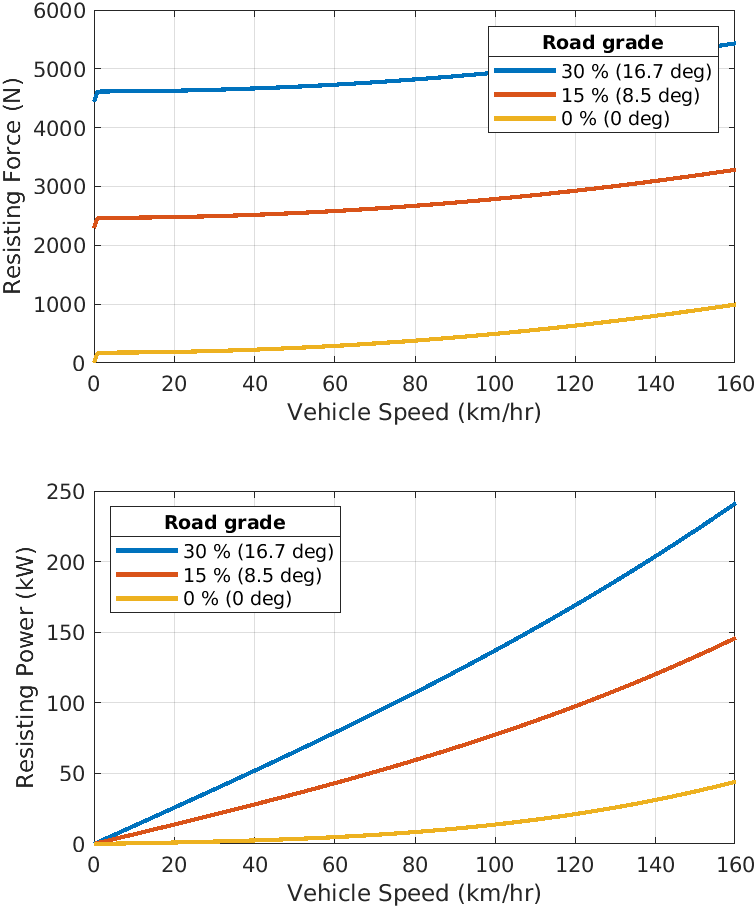 6000
5000
4000
3000
2000
1000
0
Resisting Force (N)
Road grade
30 % (16.7 deg)
15 % (8.5 deg)
0 % (0 deg)
0 20 40 60 80 100 120 140 160
Vehicle Speed (km/hr)
250
200
150
100
50
0
Resisting Power (kW)
Road grade
30 % (16.7 deg)
15 % (8.5 deg)
0 % (0 deg)
0 20 40 60 80 100 120 140 160
Vehicle Speed (km/hr)